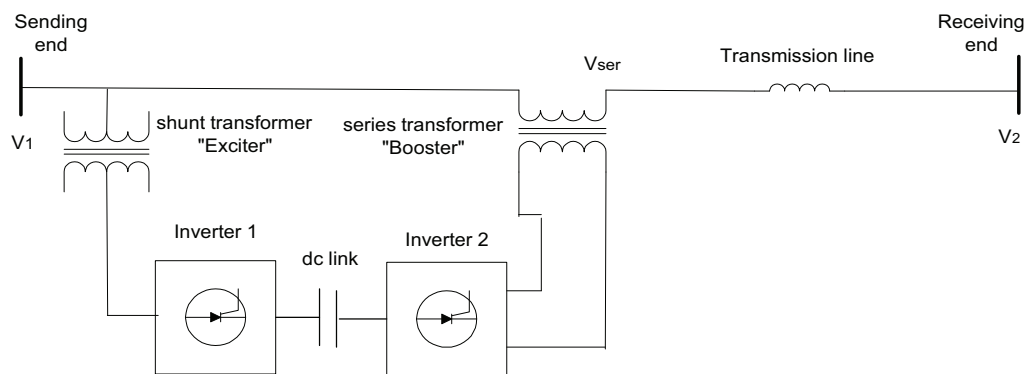 Sending
end
Receiving
end
Vser
Transmission line
V1
shunt transformer
"Exciter"
series transformer
"Booster"
V2
Inverter 1
dc link
Inverter 2